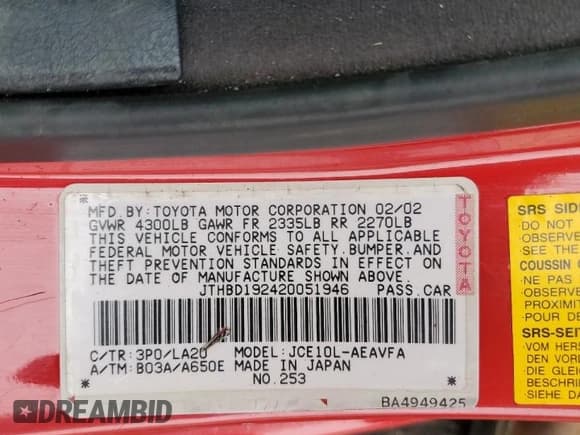 MFD.BY:TOYOTA MOTOR CORPORATION 02/02
GVWR 4300LB GAWR FR 2335LB RR 2270LB
THIS VEHICLE CONFORMS TO ALL APPLICABLE
FEDERAL MOTOR VEHICLE SAFETY,BUMPER,AND
THEFT PREVENTION STANDARDS IN EFFECT ON
THE DATE OF MANUFACTURE SHOWN ABOVE.
JTHBD192420051946 PASS.CAR
C/TR:3P0/LA20 MODEL:JCE10L-AEAVFA
A/TM:B03A/A650E MADE IN JAPAN
NO.253
BA4949425
TOYOTA
SRS SIDE
-DO NOT
-OBSERVE
-SEE THE
COUSSIN
-NE PAS
-OBSERVE
PROXIMIT
-POUR DE
SRS-SEIT
-VOM HERS
DEN VORDE
-DIE GLEIC
BESCHRIE
-SIEHE DA
DREAMBID